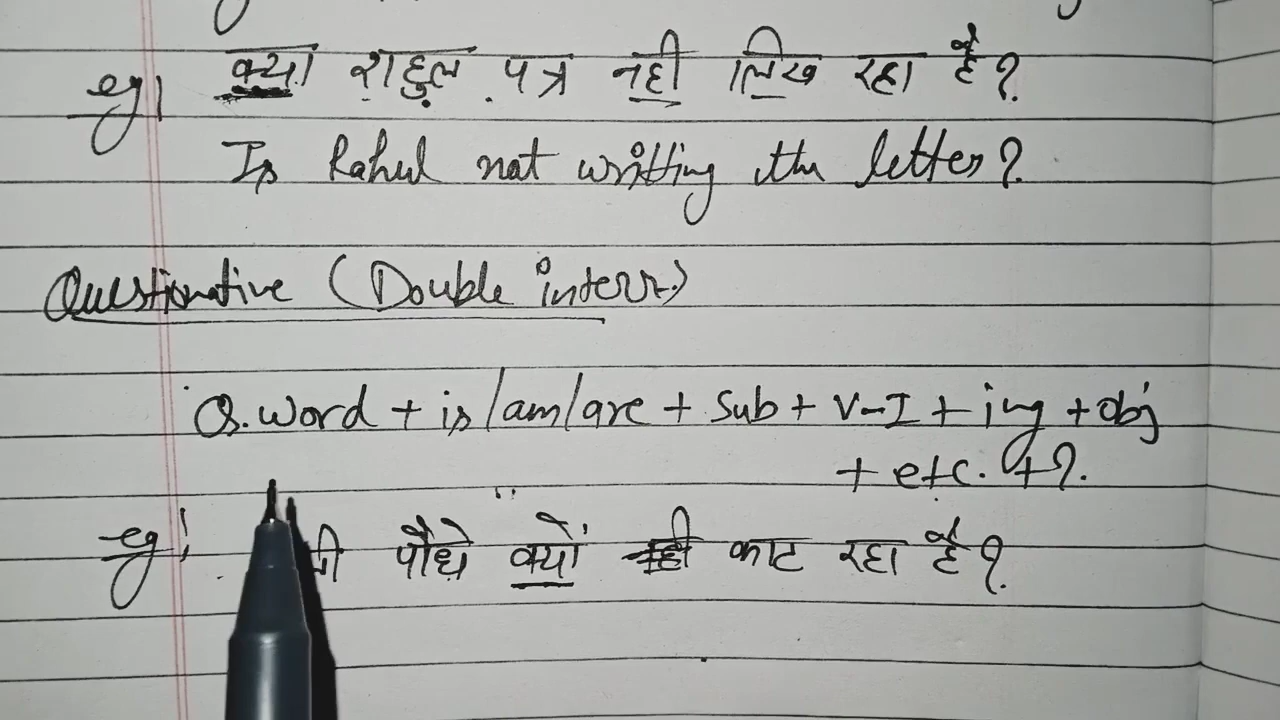 eg। क्या राहुल पत्र नही लिख रहा है?
Is Rahul not writting the letter?
Questionative (Double interr.)
Q. word + is/am/are + Sub + V-I + ing + obj
+ etc. + ?.
eg। पौधे क्यों काट रहा है?